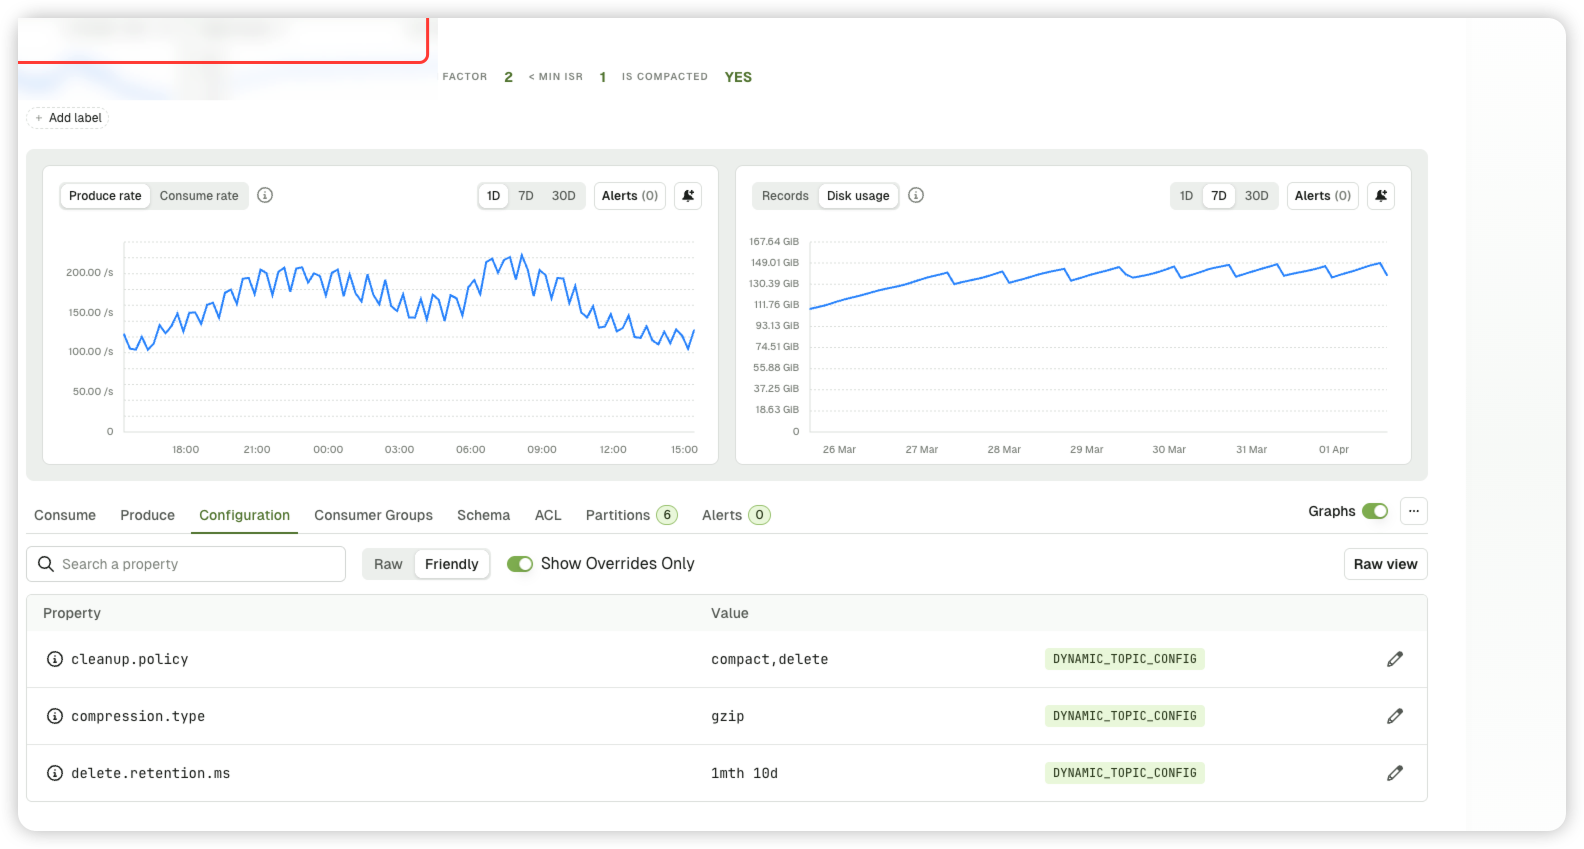 FACTOR 2 < MIN ISR 1 IS COMPACTED YES
+ Add label
Produce rate Consume rate 1D 7D 30D Alerts (0)
200.00 /s
150.00 /s
100.00 /s
50.00 /s
0
18:00 21:00 00:00 03:00 06:00 09:00 12:00 15:00
Records Disk usage 1D 7D 30D Alerts (0)
167.64 GIB
149.01 GIB
130.39 GIB
111.76 GIB
93.13 GIB
74.51 GIB
55.88 GIB
37.25 GIB
18.63 GIB
0
26 Mar 27 Mar 28 Mar 29 Mar 30 Mar 31 Mar 01 Apr
Consume Produce Configuration Consumer Groups Schema ACL Partitions 6 Alerts 0 Graphs ...
Search a property Raw Friendly Show Overrides Only Raw view
Property Value
cleanup.policy compact,delete DYNAMIC_TOPIC_CONFIG
compression.type gzip DYNAMIC_TOPIC_CONFIG
delete.retention.ms 1mth 10d DYNAMIC_TOPIC_CONFIG